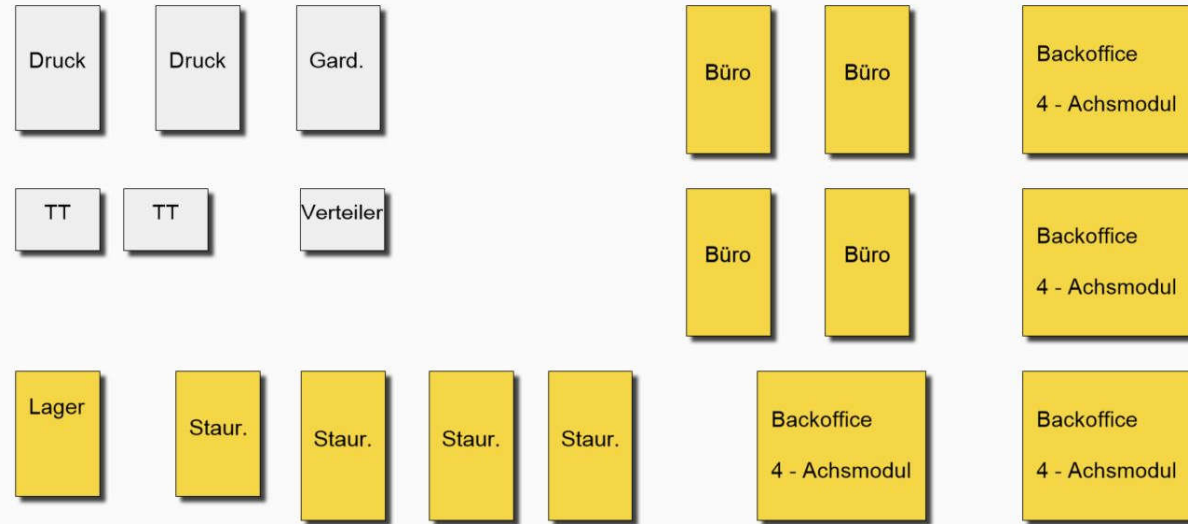 Druck
Druck
Gard.
Büro
Büro
Backoffice
4 - Achsmodul
TT
TT
Verteiler
Büro
Büro
Backoffice
4 - Achsmodul
Lager
Staur.
Staur.
Staur.
Staur.
Backoffice
4 - Achsmodul
Backoffice
4 - Achsmodul